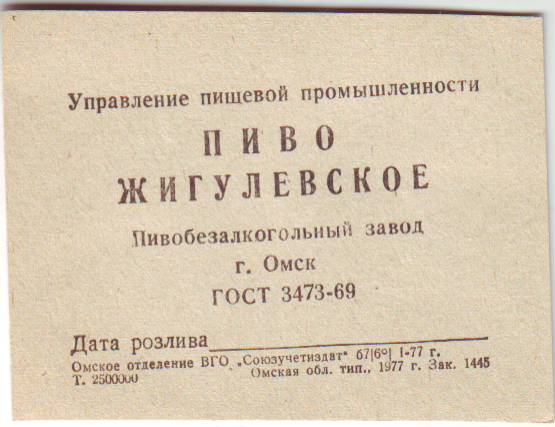 Управление пищевой промышленности
ПИВО
ЖИГУЛЕВСКОЕ
Пивобезалкогольный завод
г. Омск
ГОСТ 3473-69
Дата розлива
Омское отделение ВГО „Союзучетиздат" 67|6°| 1-77 г.
Т. 2500000 Омская обл. тип., 1977 г. Зак. 1445